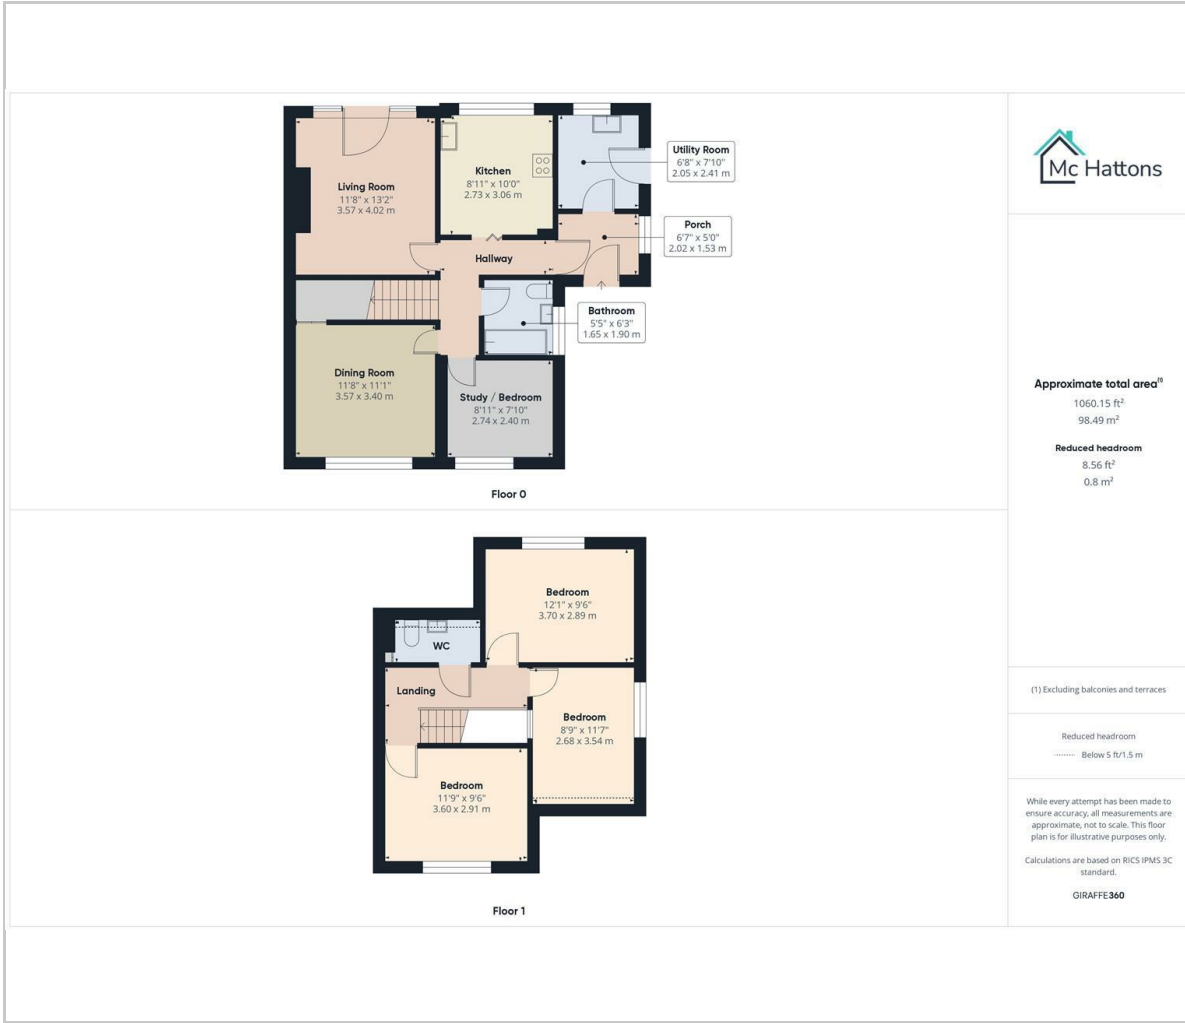 Living Room
11'8" x 13'2"
3.57 x 4.02 m
Kitchen
8'11" x 10'0"
2.73 x 3.06 m
Utility Room
6'8" x 7'10"
2.05 x 2.41 m
Porch
6'7" x 5'0"
2.02 x 1.53 m
Hallway
Bathroom
5'5" x 6'3"
1.65 x 1.90 m
Dining Room
11'8" x 11'1"
3.57 x 3.40 m
Study / Bedroom
8'11" x 7'10"
2.74 x 2.40 m
Floor 0
Bedroom
12'1" x 9'6"
3.70 x 2.89 m
WC
Landing
Bedroom
8'9" x 11'7"
2.68 x 3.54 m
Bedroom
11'9" x 9'6"
3.60 x 2.91 m
Floor 1
Mc Hattons
Approximate total area(1)
1060.15 ft²
98.49 m²
Reduced headroom
8.56 ft²
0.8 m²
(1) Excluding balconies and terraces
Reduced headroom
Below 5 ft/1.5 m
While every attempt has been made to
ensure accuracy, all measurements are
approximate, not to scale. This floor
plan is for illustrative purposes only.
Calculations are based on RICS IPMS 3C
standard.
GIRAFFE360